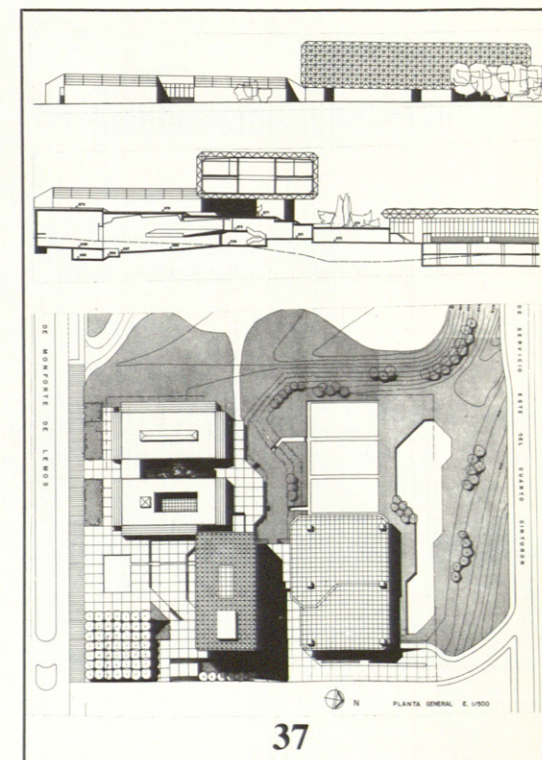 DE MONFORTE DE LEMOS
DE SERVICIO ESTE DEL CUARTO CINTURON
N
PLANTA GENERAL E. 1/500
37